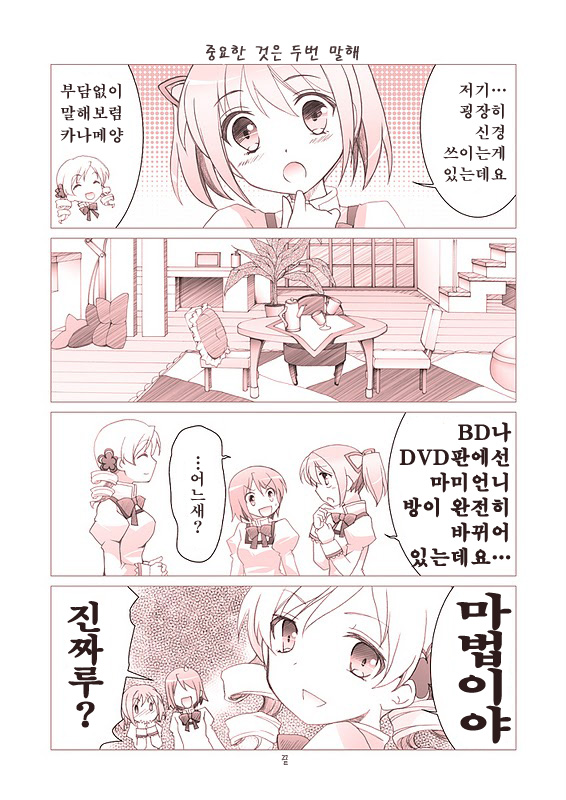 중요한 것은 두번 말해
저기…
굉장히
신경
쓰이는게
있는데요
부담없이
말해보렴
카나메양
BD나
DVD판에선
마미언니
방이 완전히
바뀌어
있는데요…
…어느새?
마법이야
진짜루?
끝